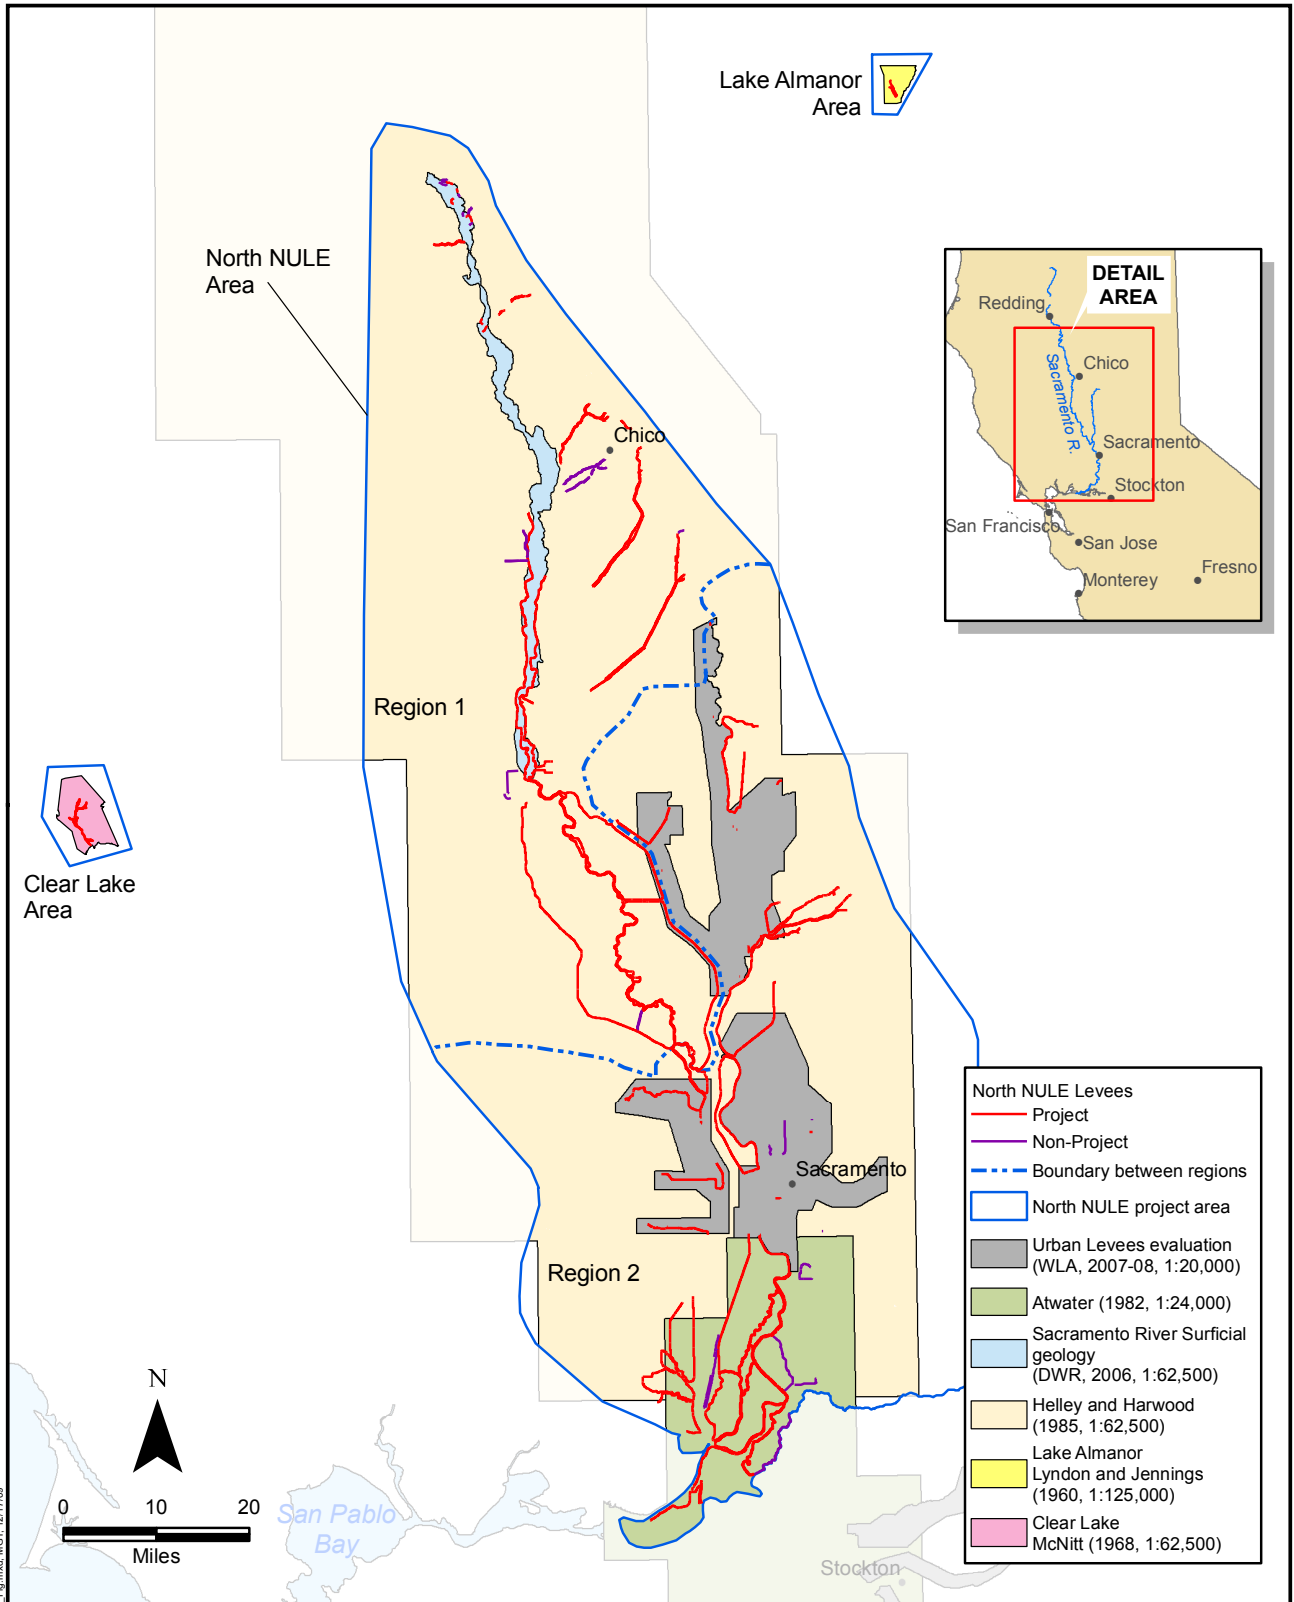 Lake Almanor
Area
North NULE
Area
DETAIL
AREA
Redding
Chico
Sacramento R.
Sacramento
Stockton
San Francisco
San Jose
Monterey
Fresno
Chico
Region 1
Clear Lake
Area
Sacramento
Region 2
North NULE Levees
Project
Non-Project
Boundary between regions
North NULE project area
Urban Levees evaluation
(WLA, 2007-08, 1:20,000)
Atwater (1982, 1:24,000)
Sacramento River Surficial
geology
(DWR, 2006, 1:62,500)
Helley and Harwood
(1985, 1:62,500)
Lake Almanor
Lyndon and Jennings
(1960, 1:125,000)
Clear Lake
McNitt (1968, 1:62,500)
N
0 10 20
Miles
San Pablo
Bay
Stockton